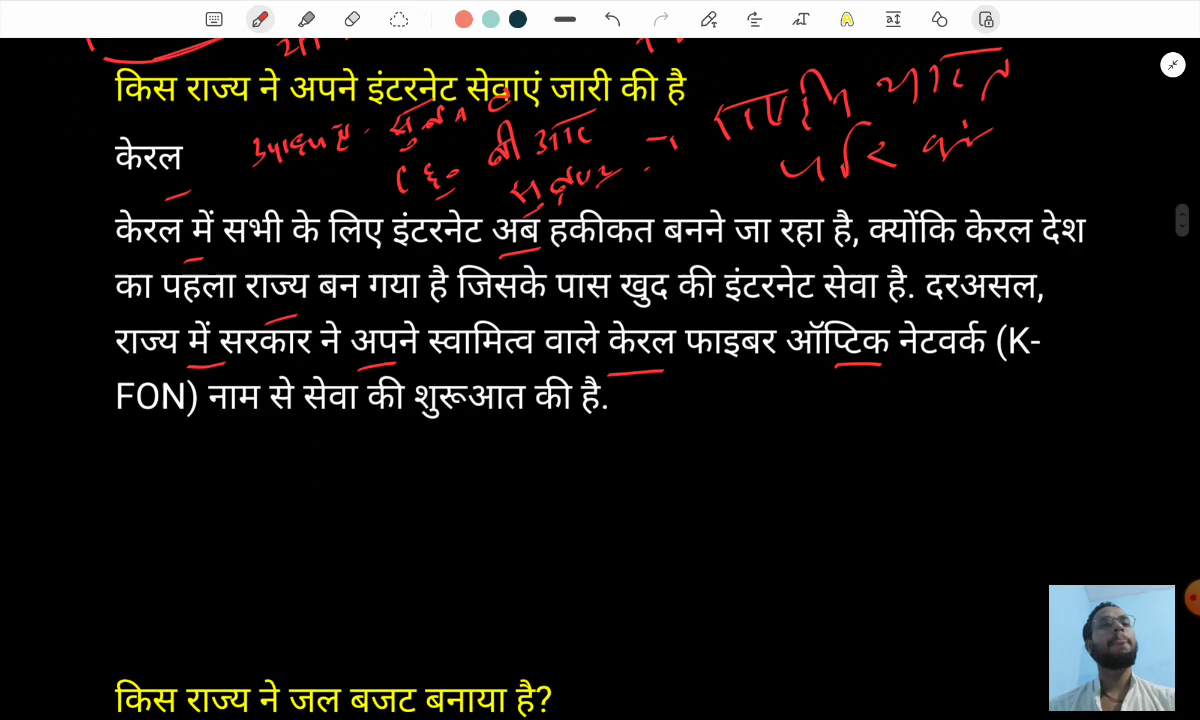 किस राज्य ने अपने इंटरनेट सेवाएं जारी की है
केरल
केरल में सभी के लिए इंटरनेट अब हकीकत बनने जा रहा है, क्योंकि केरल देश
का पहला राज्य बन गया है जिसके पास खुद की इंटरनेट सेवा है. दरअसल,
राज्य में सरकार ने अपने स्वामित्व वाले केरल फाइबर ऑप्टिक नेटवर्क (K-
FON) नाम से सेवा की शुरूआत की है.
किस राज्य ने जल बजट बनाया है?